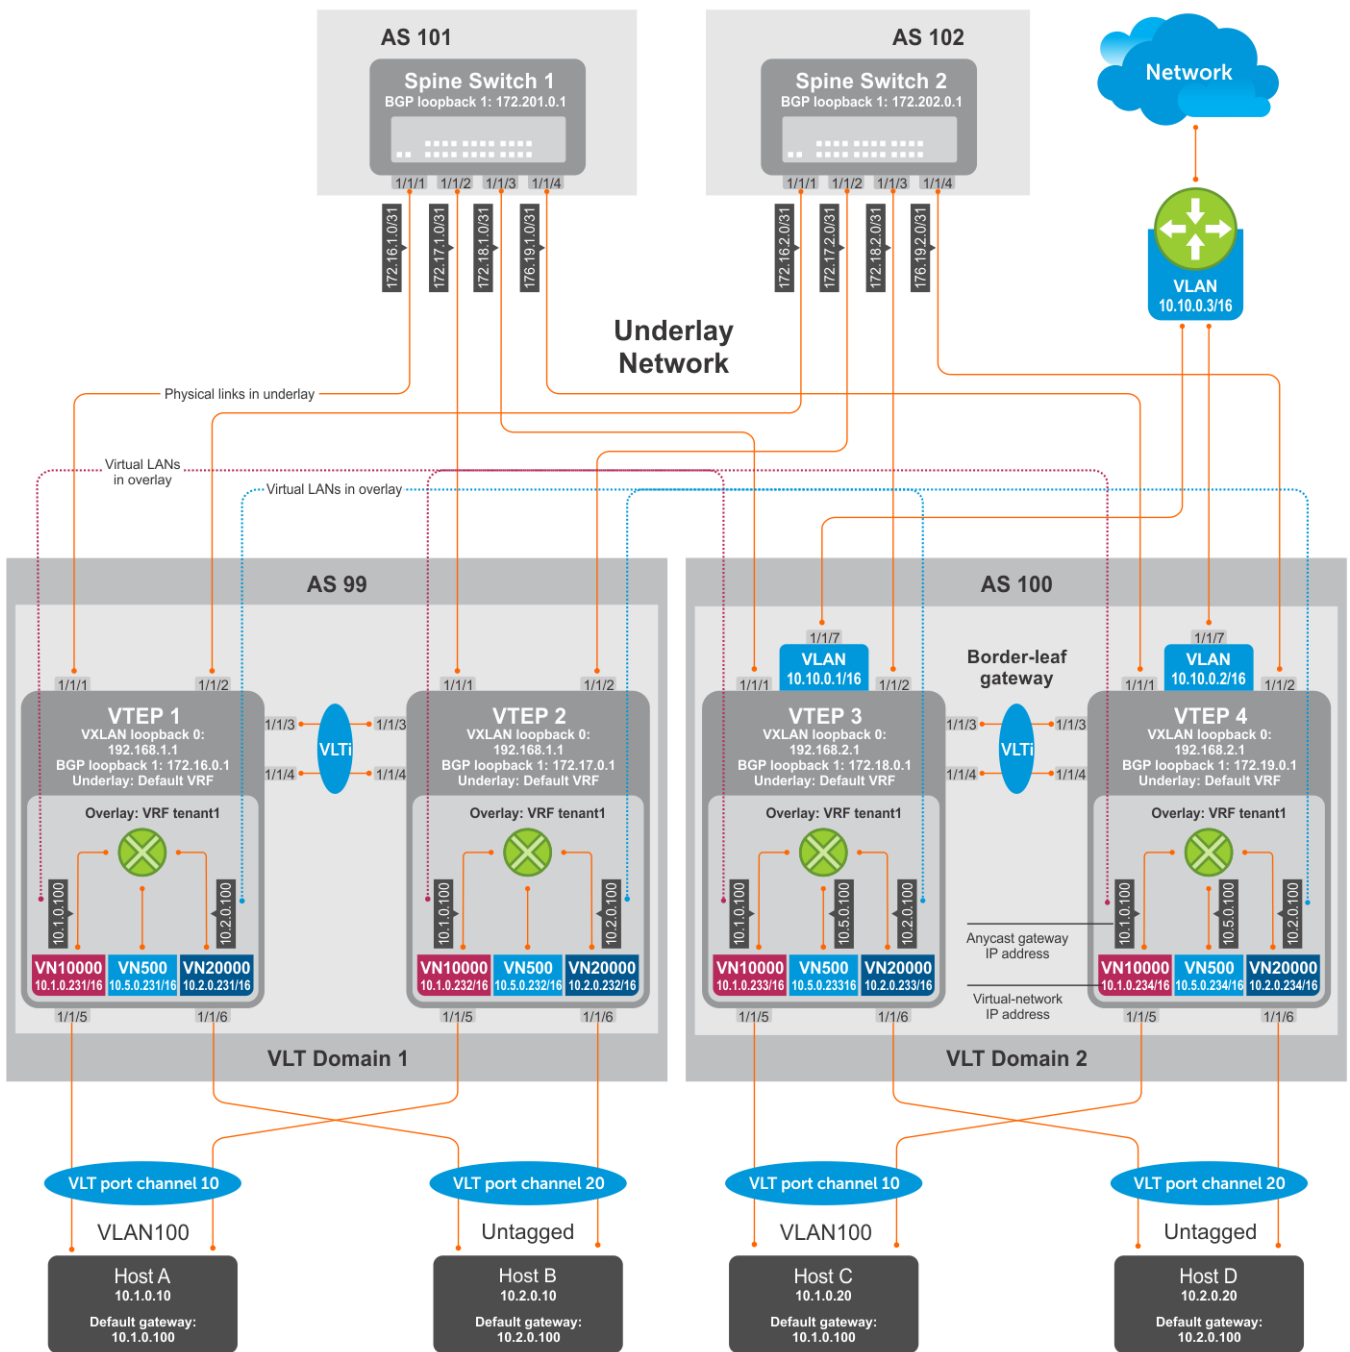 AS 101
AS 102
Network
Spine Switch 1
BGP loopback 1: 172.201.0.1
Spine Switch 2
BGP loopback 1: 172.202.0.1
1/1/1
1/1/2
1/1/3
1/1/4
1/1/1
1/1/2
1/1/3
1/1/4
172.16.1.0/31
172.17.1.0/31
172.18.1.0/31
176.19.1.0/31
172.16.2.0/31
172.17.2.0/31
172.18.2.0/31
176.19.2.0/31
VLAN
10.10.0.3/16
Underlay
Network
Physical links in underlay
Virtual LANs
in overlay
Virtual LANs in overlay
AS 99
AS 100
1/1/7
1/1/7
VLAN
10.10.0.1/16
Border-leaf
gateway
VLAN
10.10.0.2/16
1/1/1
1/1/2
1/1/1
1/1/2
1/1/1
1/1/2
1/1/1
1/1/2
VTEP 1
VXLAN loopback 0:
192.168.1.1
BGP loopback 1: 172.16.0.1
Underlay: Default VRF
1/1/3
1/1/3
VLTi
1/1/4
1/1/4
VTEP 2
VXLAN loopback 0:
192.168.1.1
BGP loopback 1: 172.17.0.1
Underlay: Default VRF
VTEP 3
VXLAN loopback 0:
192.168.2.1
BGP loopback 1: 172.18.0.1
Underlay: Default VRF
1/1/3
1/1/3
VLTi
1/1/4
1/1/4
VTEP 4
VXLAN loopback 0:
192.168.2.1
BGP loopback 1: 172.19.0.1
Underlay: Default VRF
Overlay: VRF tenant1
Overlay: VRF tenant1
Overlay: VRF tenant1
Overlay: VRF tenant1
10.1.0.100
10.2.0.100
10.1.0.100
10.2.0.100
10.1.0.100
10.5.0.100
10.2.0.100
10.1.0.100
10.5.0.100
10.2.0.100
Anycast gateway
IP address
VN10000
10.1.0.231/16
VN500
10.5.0.231/16
VN20000
10.2.0.231/16
VN10000
10.1.0.232/16
VN500
10.5.0.232/16
VN20000
10.2.0.232/16
VN10000
10.1.0.233/16
VN500
10.5.0.23316
VN20000
10.2.0.233/16
Virtual-network
IP address
VN10000
10.1.0.234/16
VN500
10.5.0.234/16
VN20000
10.2.0.234/16
1/1/5
1/1/6
1/1/5
1/1/6
1/1/5
1/1/6
1/1/5
1/1/6
VLT Domain 1
VLT Domain 2
VLT port channel 10
VLT port channel 20
VLT port channel 10
VLT port channel 20
VLAN100
Untagged
VLAN100
Untagged
Host A
10.1.0.10
Default gateway:
10.1.0.100
Host B
10.2.0.10
Default gateway:
10.2.0.100
Host C
10.1.0.20
Default gateway:
10.1.0.100
Host D
10.2.0.20
Default gateway:
10.2.0.100